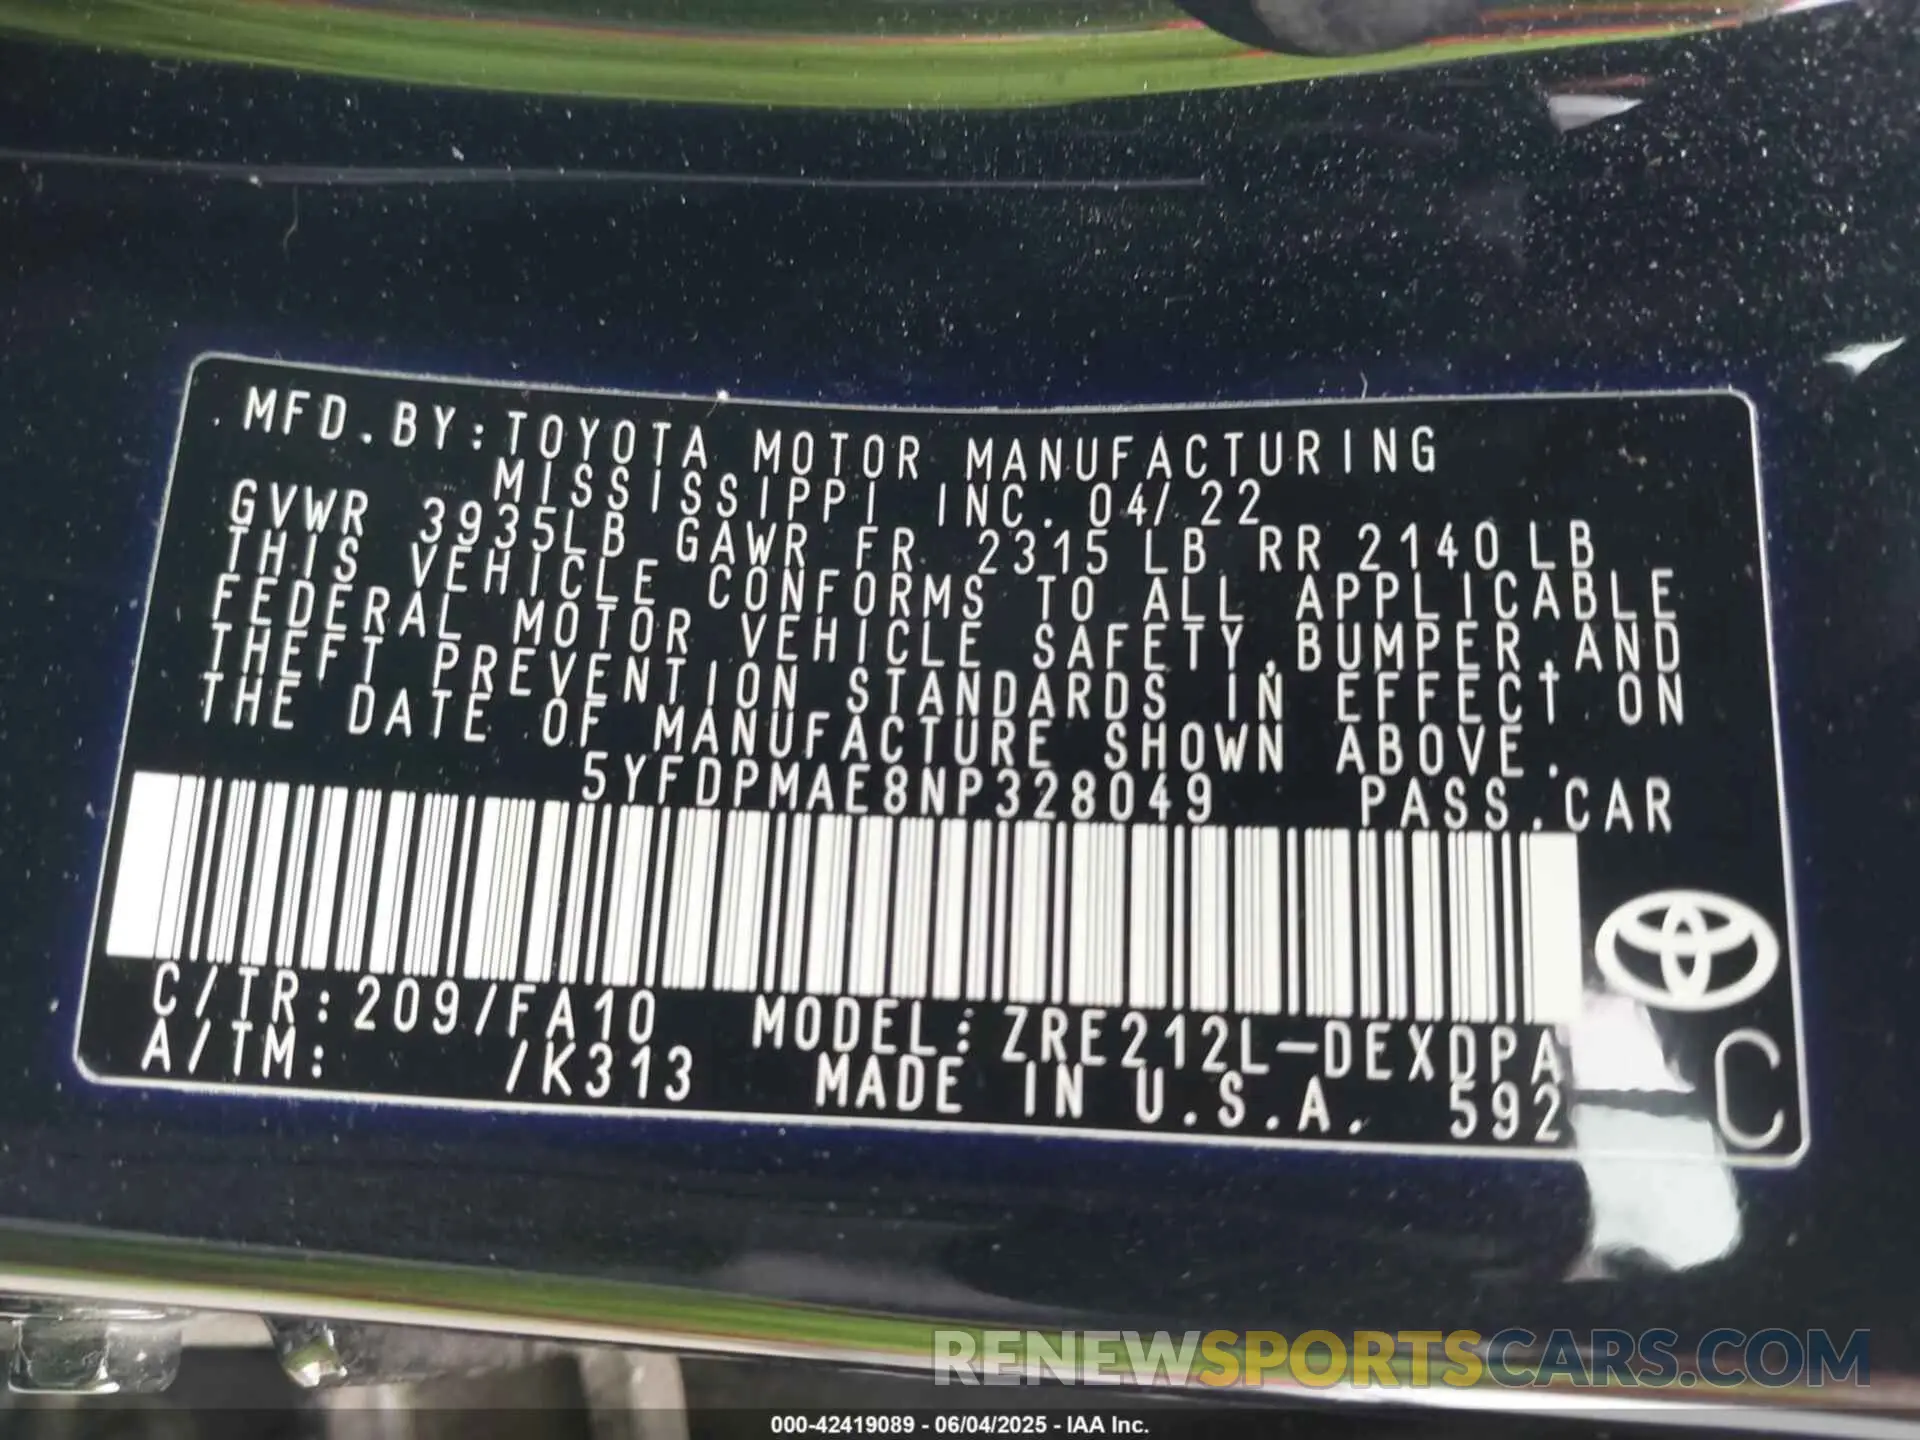 MFD.BY:TOYOTA MOTOR MANUFACTURING
MISSISSIPPI INC. 04/22
GVWR 3935LB GAWR FR 2315 LB RR 2140LB
THIS VEHICLE CONFORMS TO ALL APPLICABLE
FEDERAL MOTOR VEHICLE SAFETY,BUMPER,AND
THEFT PREVENTION STANDARDS IN EFFECT ON
THE DATE OF MANUFACTURE SHOWN ABOVE.
5YFDPMAE8NP328049 PASS.CAR
C/TR:209/FA10 MODEL:ZRE212L-DEXDPA
A/TM: /K313 MADE IN U.S.A. 592
C
RENEWSPORTSCARS.COM
000-42419089 - 06/04/2025 - IAA Inc.